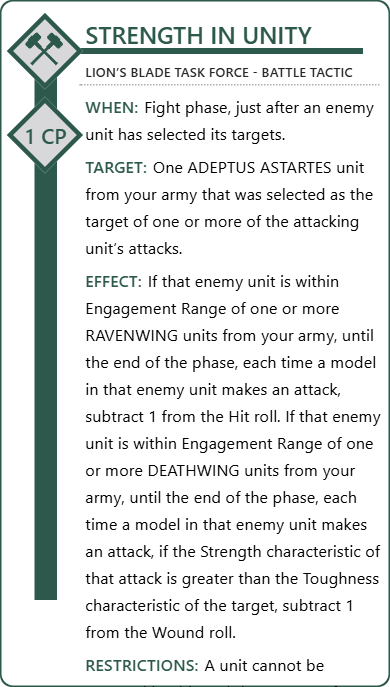 STRENGTH IN UNITY
LION'S BLADE TASK FORCE - BATTLE TACTIC
1 CP
WHEN: Fight phase, just after an enemy
unit has selected its targets.
TARGET: One ADEPTUS ASTARTES unit
from your army that was selected as the
target of one or more of the attacking
unit's attacks.
EFFECT: If that enemy unit is within
Engagement Range of one or more
RAVENWING units from your army, until
the end of the phase, each time a model
in that enemy unit makes an attack,
subtract 1 from the Hit roll. If that enemy
unit is within Engagement Range of one
or more DEATHWING units from your
army, until the end of the phase, each
time a model in that enemy unit makes
an attack, if the Strength characteristic of
that attack is greater than the Toughness
characteristic of the target, subtract 1
from the Wound roll.
RESTRICTIONS: A unit cannot be